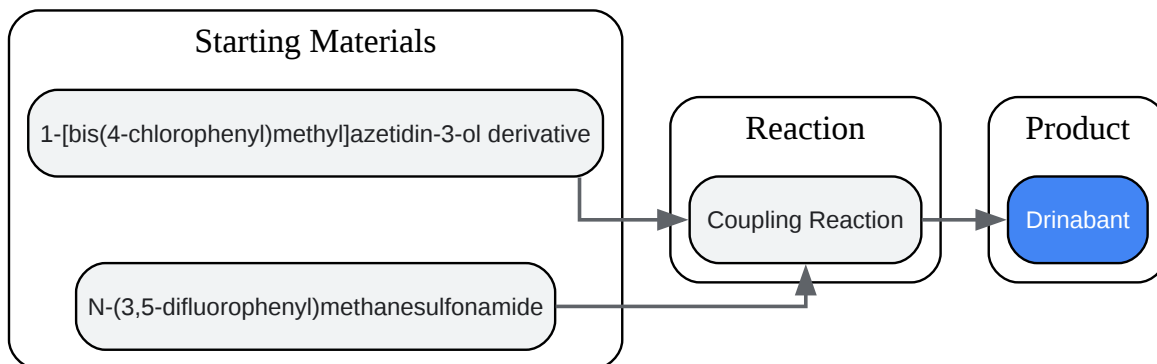 Starting Materials
1-[bis(4-chlorophenyl)methyl]azetidin-3-ol derivative
N-(3,5-difluorophenyl)methanesulfonamide
Reaction
Coupling Reaction
Product
Drinabant